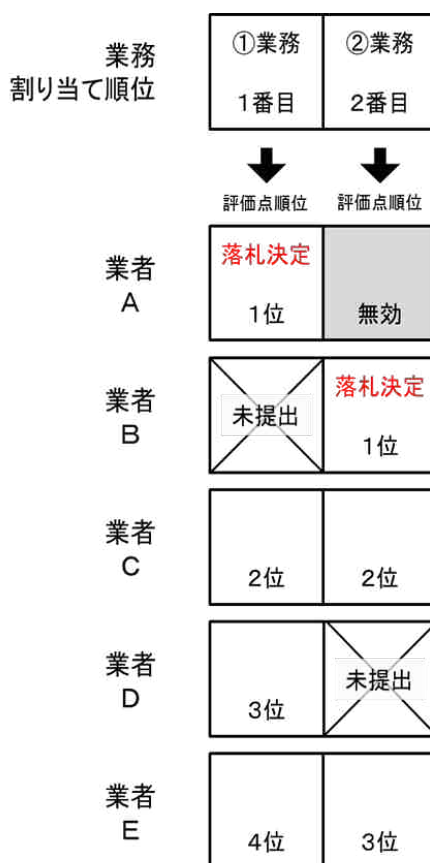 業務
割り当て順位
①業務
②業務
1番目
2番目
評価点順位
評価点順位
業者
A
落札決定
1位
無効
業者
B
未提出
落札決定
1位
業者
C
2位
2位
業者
D
3位
未提出
業者
E
4位
3位